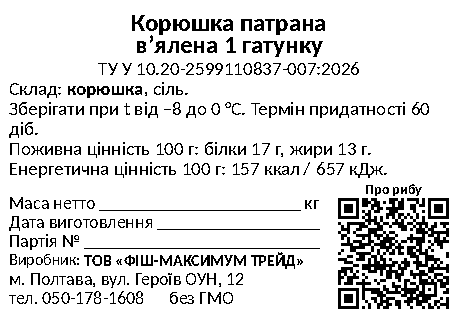 Корюшка патрана
в’ялена 1 гатунку
ТУ У 10.20-2599110837-007:2026
Склад: корюшка, сіль.
Зберігати при t від −8 до 0 °С. Термін придатності 60
діб.
Поживна цінність 100 г: білки 17 г, жири 13 г.
Енергетична цінність 100 г: 157 ккал / 657 кДж.
Про рибу
Маса нетто ______________________ кг
Дата виготовлення __________________
Партія № __________________________
Виробник: ТОВ «ФІШ-МАКСИМУМ ТРЕЙД»
м. Полтава, вул. Героїв ОУН, 12
тел. 050-178-1608 без ГМО